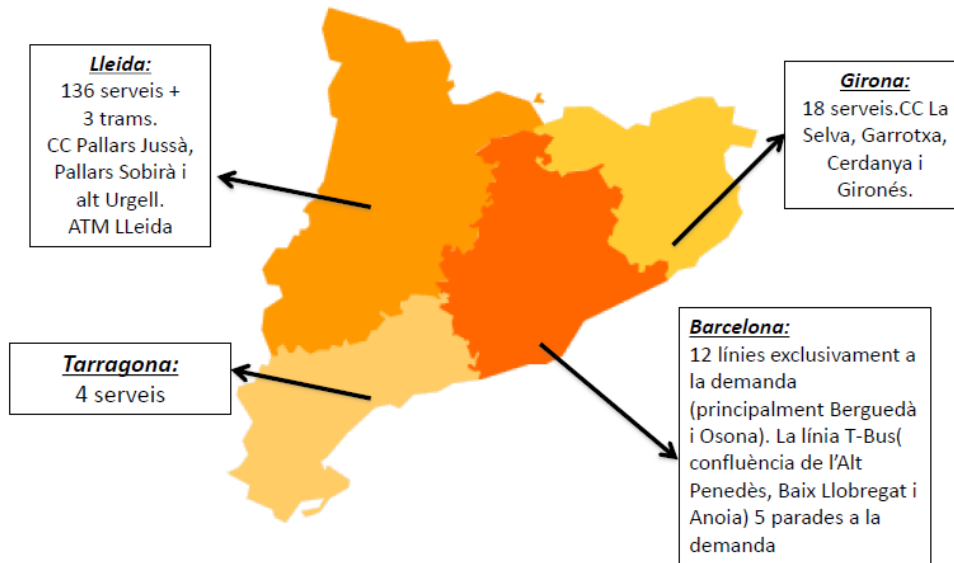 Lleida:
136 serveis +
3 trams.
CC Pallars Jussà,
Pallars Sobirà i
alt Urgell.
ATM LLeida
Girona:
18 serveis.CC La
Selva, Garrotxa,
Cerdanya i
Gironés.
Tarragona:
4 serveis
Barcelona:
12 línies exclusivament a
la demanda
(principalment Berguedà
i Osona). La línia T-Bus(
confluència de l’Alt
Penedès, Baix Llobregat i
Anoia) 5 parades a la
demanda